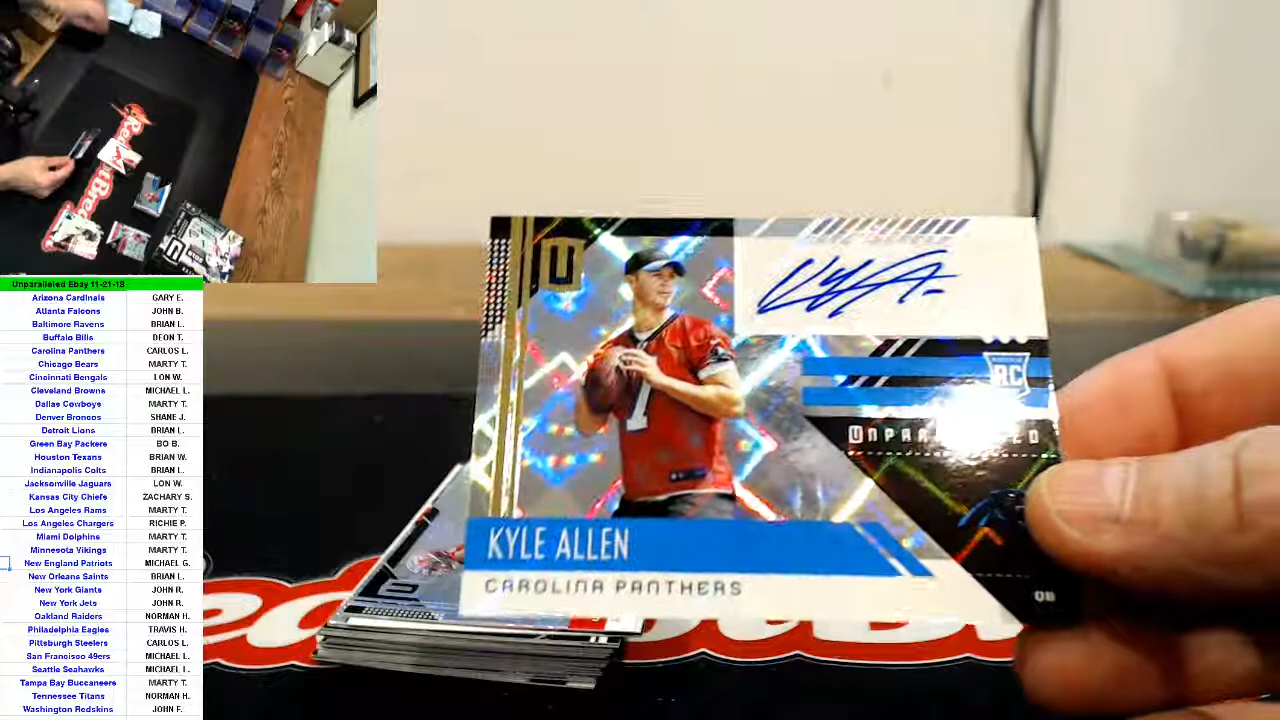 Unparalleled Ebay 11-21-18
Arizona Cardinals GARY E.
Atlanta Falcons JOHN B.
Baltimore Ravens BRIAN L.
Buffalo Bills DEON T.
Carolina Panthers CARLOS L.
Chicago Bears MARTY T.
Cincinnati Bengals LON W.
Cleveland Browns MICHAEL L.
Dallas Cowboys MARTY T.
Denver Broncos SHANE J.
Detroit Lions BRIAN L.
Green Bay Packers BO B.
Houston Texans BRIAN W.
Indianapolis Colts BRIAN L.
Jacksonville Jaguars LON W.
Kansas City Chiefs ZACHARY S.
Los Angeles Rams MARTY T.
Los Angeles Chargers RICHIE P.
Miami Dolphins MARTY T.
Minnesota Vikings MARTY T.
New England Patriots MICHAEL G.
New Orleans Saints BRIAN L.
New York Giants JOHN R.
New York Jets JOHN R.
Oakland Raiders NORMAN H.
Philadelphia Eagles TRAVIS H.
Pittsburgh Steelers CARLOS L.
San Francisco 49ers MICHAEL L.
Seattle Seahawks MICHAEL L.
Tampa Bay Buccaneers MARTY T.
Tennessee Titans NORMAN H.
Washington Redskins JOHN F.
U
7
RC
KYLE ALLEN
CAROLINA PANTHERS
QB